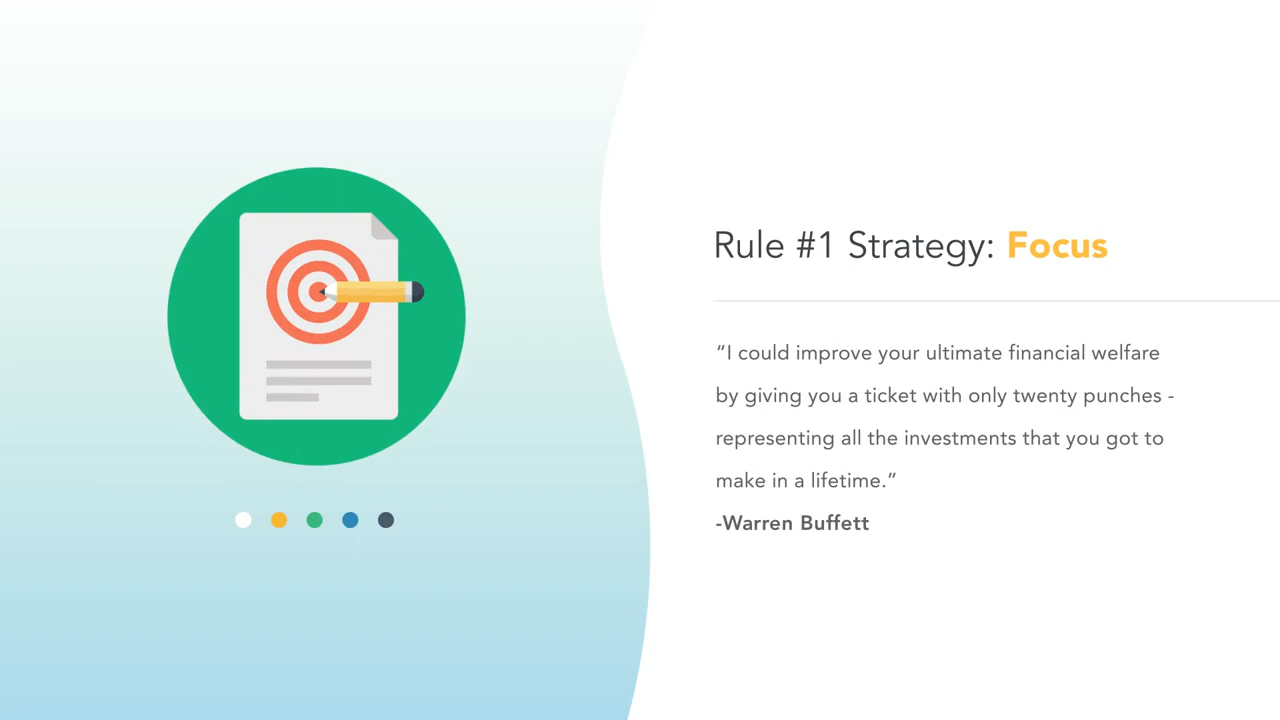 Rule #1 Strategy: Focus
“I could improve your ultimate financial welfare
by giving you a ticket with only twenty punches -
representing all the investments that you got to
make in a lifetime.”
-Warren Buffett